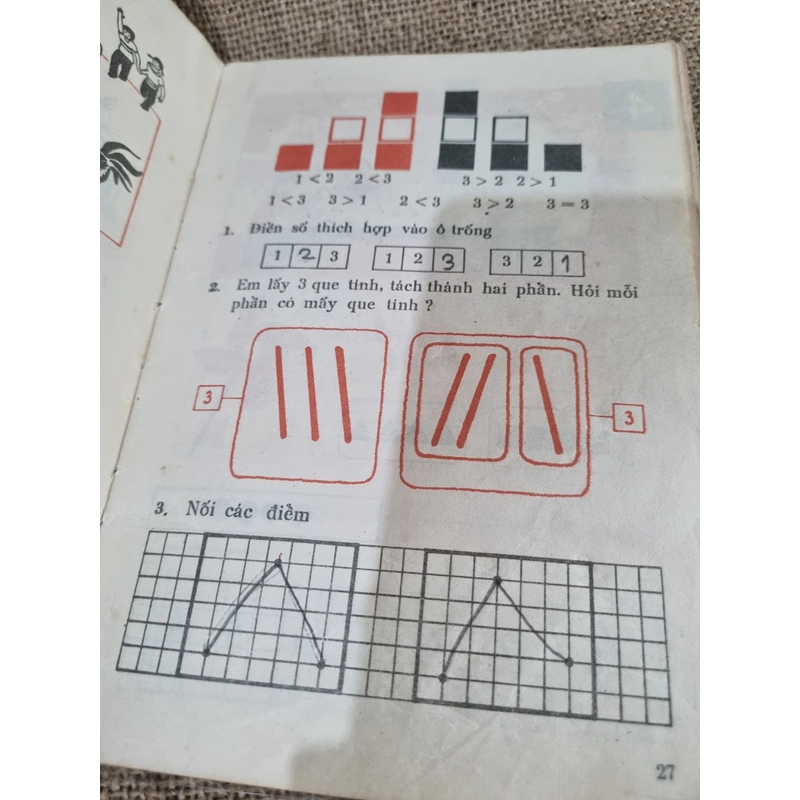 1 < 2 2 < 3 3 > 2 2 > 1
1 < 3 3 > 1 2 < 3 3 > 2 3 = 3
1. Điền số thích hợp vào ô trống
1 2 3 1 2 3 3 2 1
2. Em lấy 3 que tính, tách thành hai phần. Hỏi mỗi
phần có mấy que tính ?
3 3
3. Nối các điểm
27